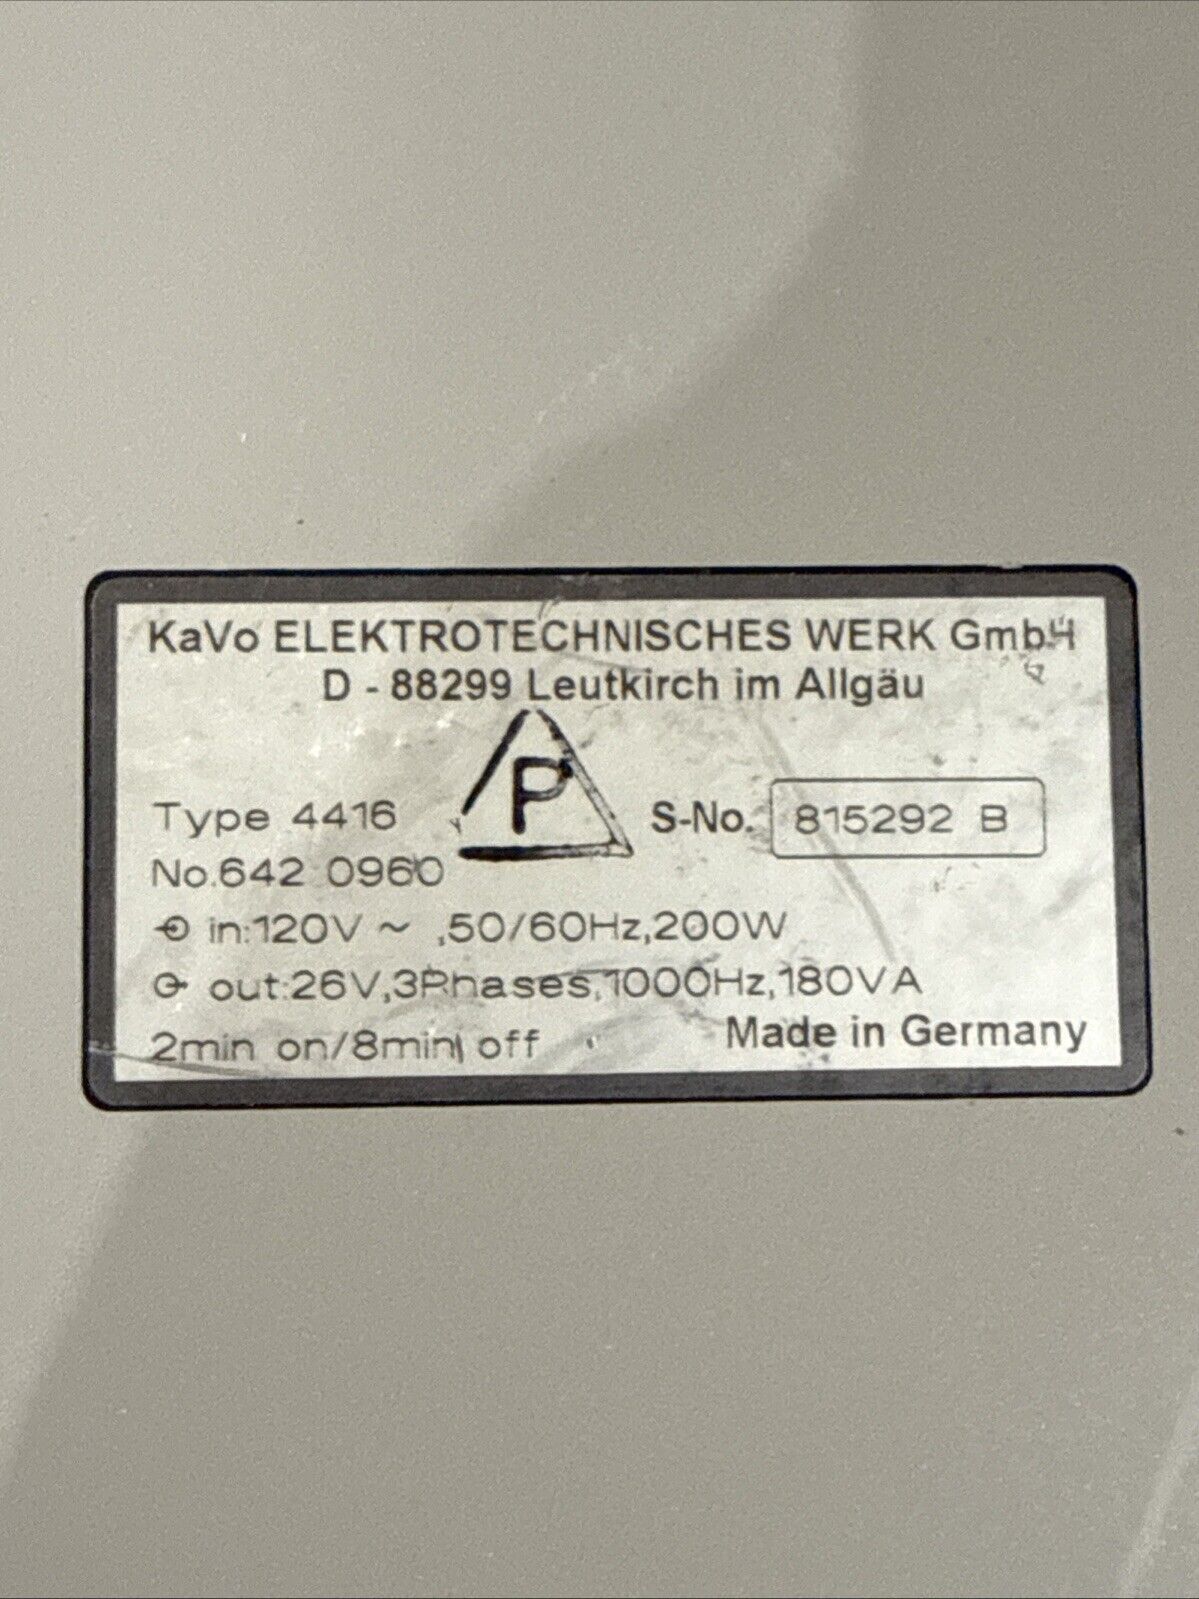 KaVo ELEKTROTECHNISCHES WERK GmbH
D - 88299 Leutkirch im Allgäu
P
Type 4416
S-No. 815292 B
No.642 0960
in:120V ~ ,50/60Hz,200W
out:26V,3Phases,1000Hz,180VA
2min on/8min off
Made in Germany